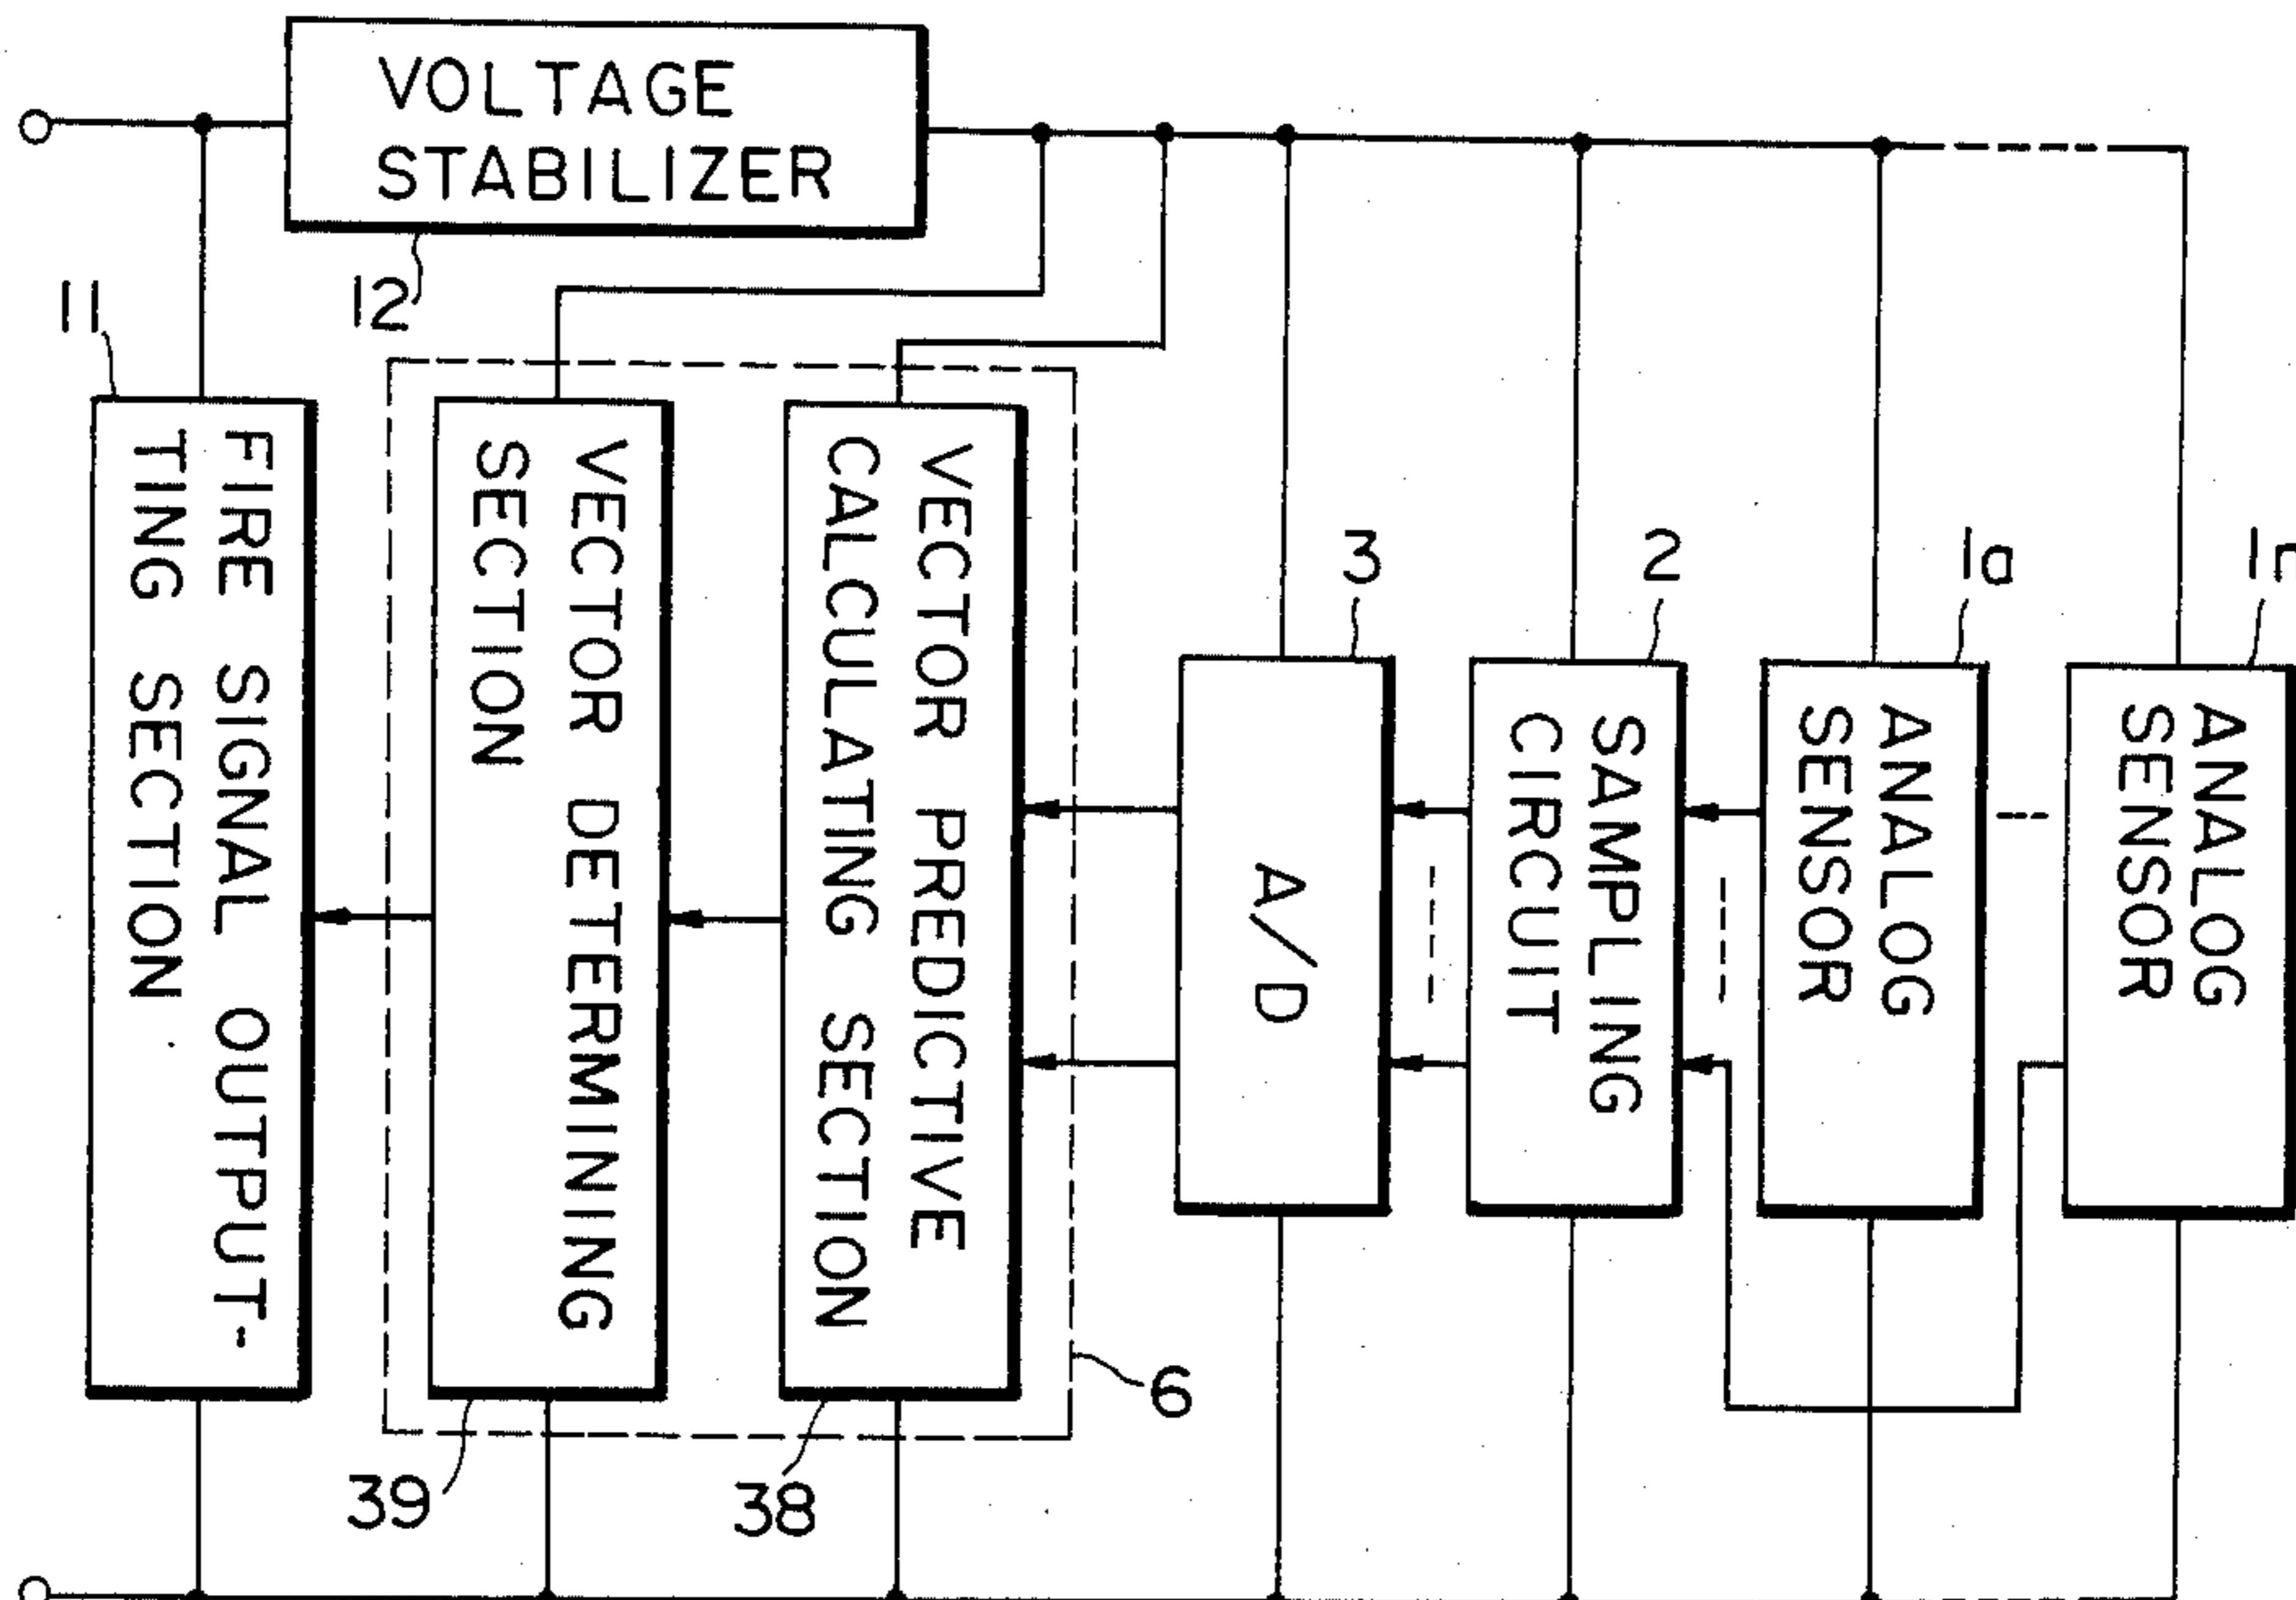 VOLTAGE
STABILIZER
12
11
FIRE SIGNAL OUTPUT-
TING SECTION
VECTOR DETERMINING
SECTION
39
VECTOR PREDICTIVE
CALCULATING SECTION
38
6
3
A/D
2
SAMPLING
CIRCUIT
1a
ANALOG
SENSOR
1n
ANALOG
SENSOR